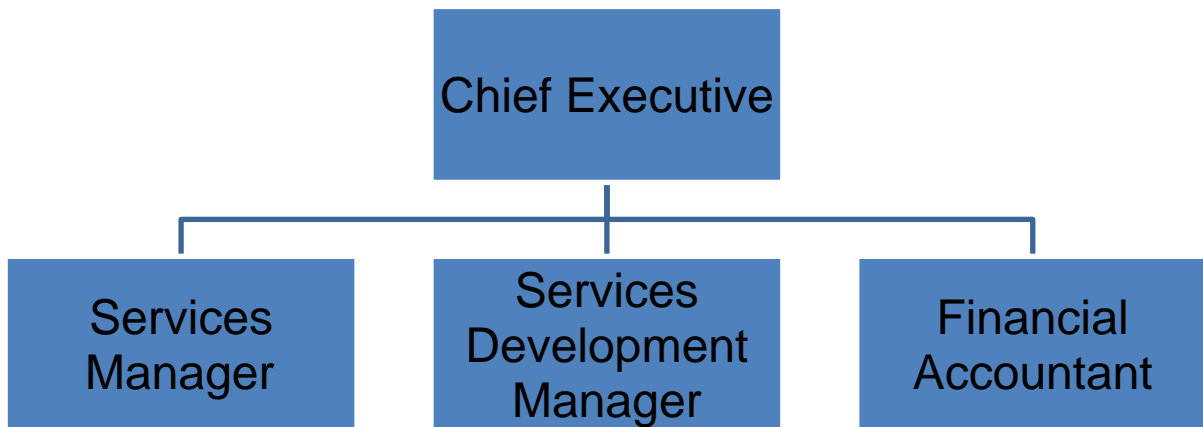 Chief Executive
Services
Manager
Services
Development
Manager
Financial
Accountant